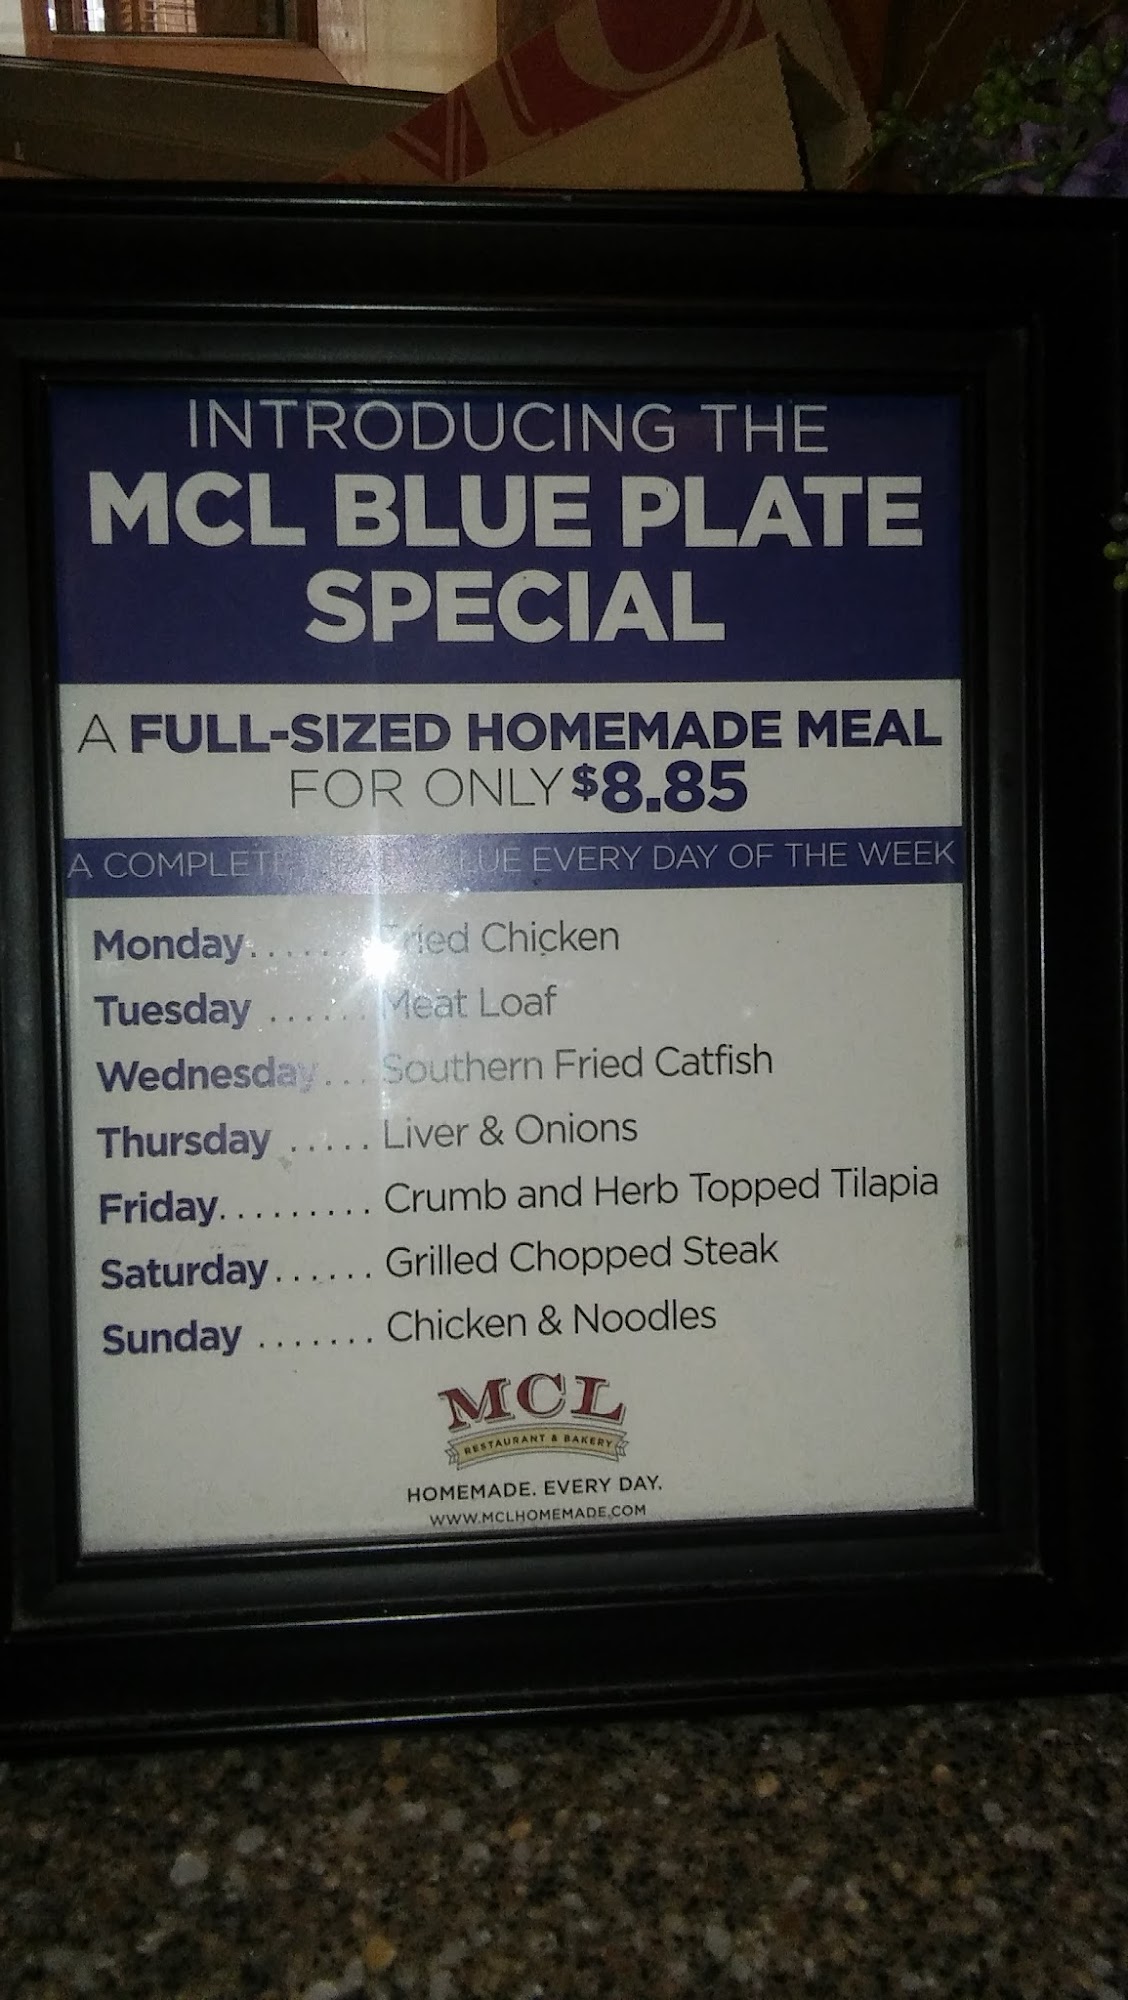 INTRODUCING THE
MCL BLUE PLATE
SPECIAL
A FULL-SIZED HOMEMADE MEAL
FOR ONLY $8.85
A COMPLETE EVERY DAY OF THE WEEK
Monday....... Fried Chicken
Tuesday ...... Meat Loaf
Wednesday... Southern Fried Catfish
Thursday ..... Liver & Onions
Friday......... Crumb and Herb Topped Tilapia
Saturday...... Grilled Chopped Steak
Sunday ....... Chicken & Noodles
MCL
RESTAURANT & BAKERY
HOMEMADE. EVERY DAY.
WWW.MCLHOMEMADE.COM